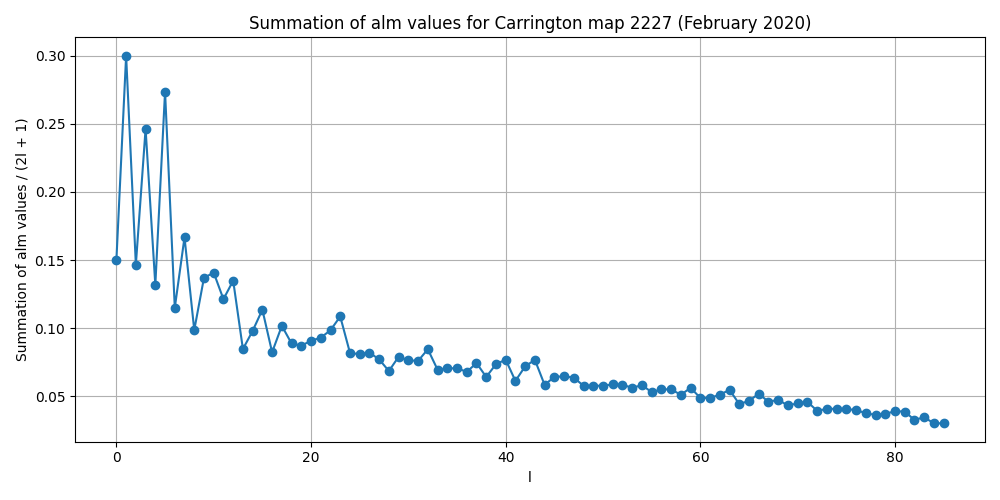 Summation of alm values for Carrington map 2227 (February 2020)
Summation of alm values / (2l + 1)
0.30
0.25
0.20
0.15
0.10
0.05
0 20 40 60 80
l